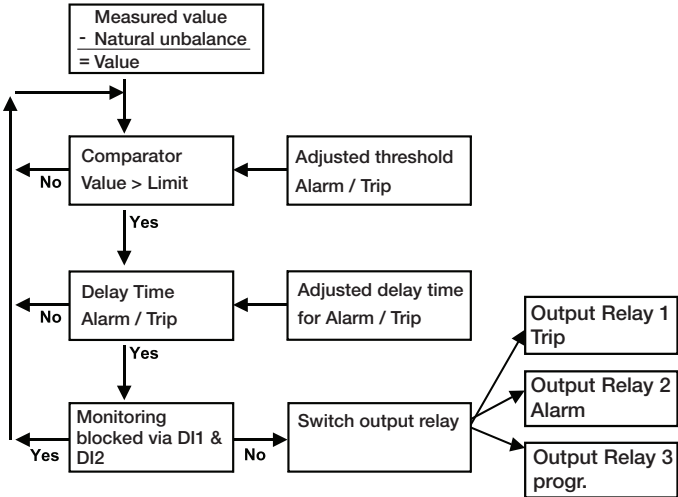 Measured value
- Natural unbalance
= Value
Comparator
Value > Limit
Adjusted threshold
Alarm / Trip
No
Yes
Delay Time
Alarm / Trip
Adjusted delay time
for Alarm / Trip
No
Yes
Output Relay 1
Trip
Output Relay 2
Alarm
Output Relay 3
progr.
Monitoring
blocked via DI1 &
DI2
Switch output relay
Yes
No